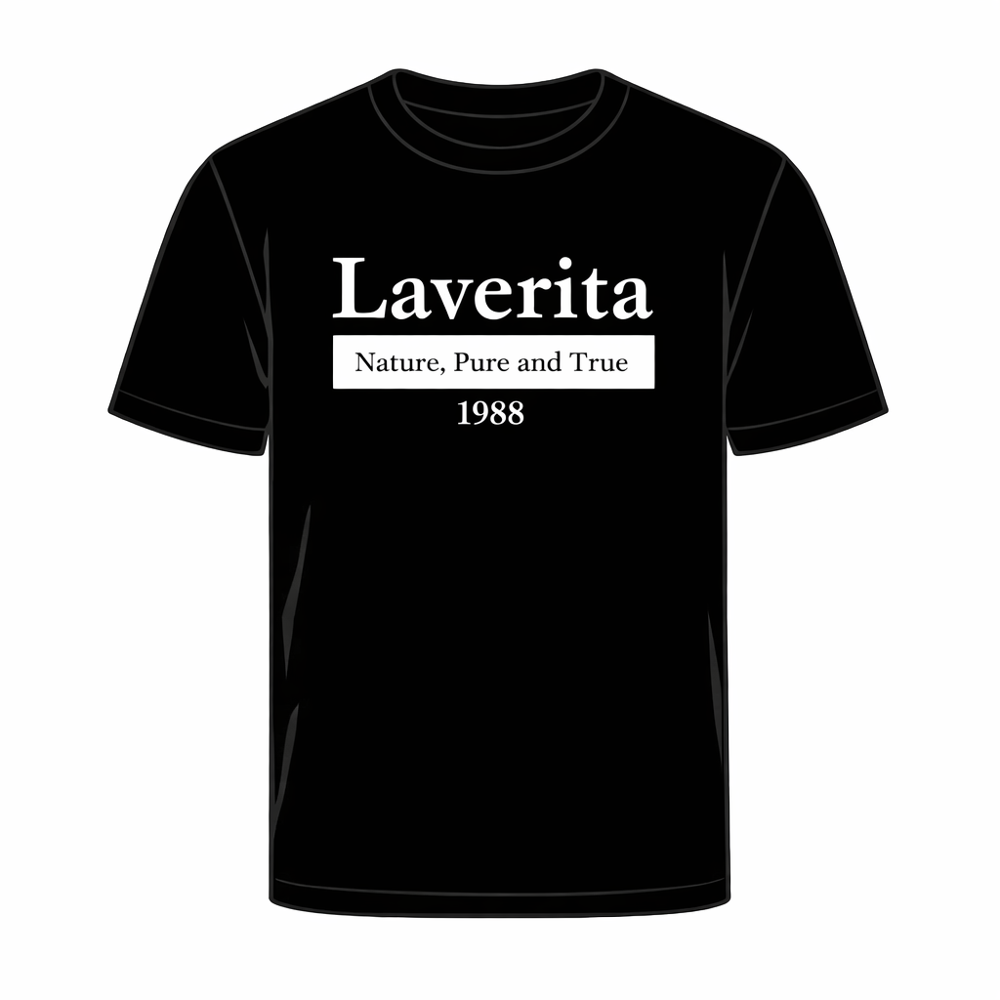 Laverita
Nature, Pure and True
1988